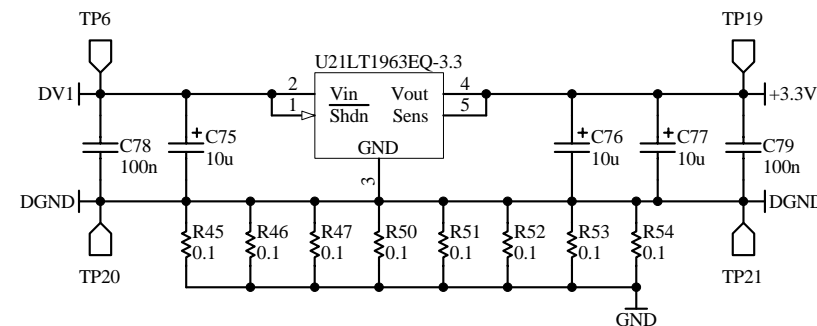 TP6
TP19
U21LT1963EQ-3.3
DV1
2
Vin
Vout
4
+3.3V
1
Shdn
Sens
5
C78
100n
C75
10u
GND
C76
10u
C77
10u
C79
100n
3
DGND
DGND
R45
0.1
R46
0.1
R47
0.1
R50
0.1
R51
0.1
R52
0.1
R53
0.1
R54
0.1
TP20
TP21
GND